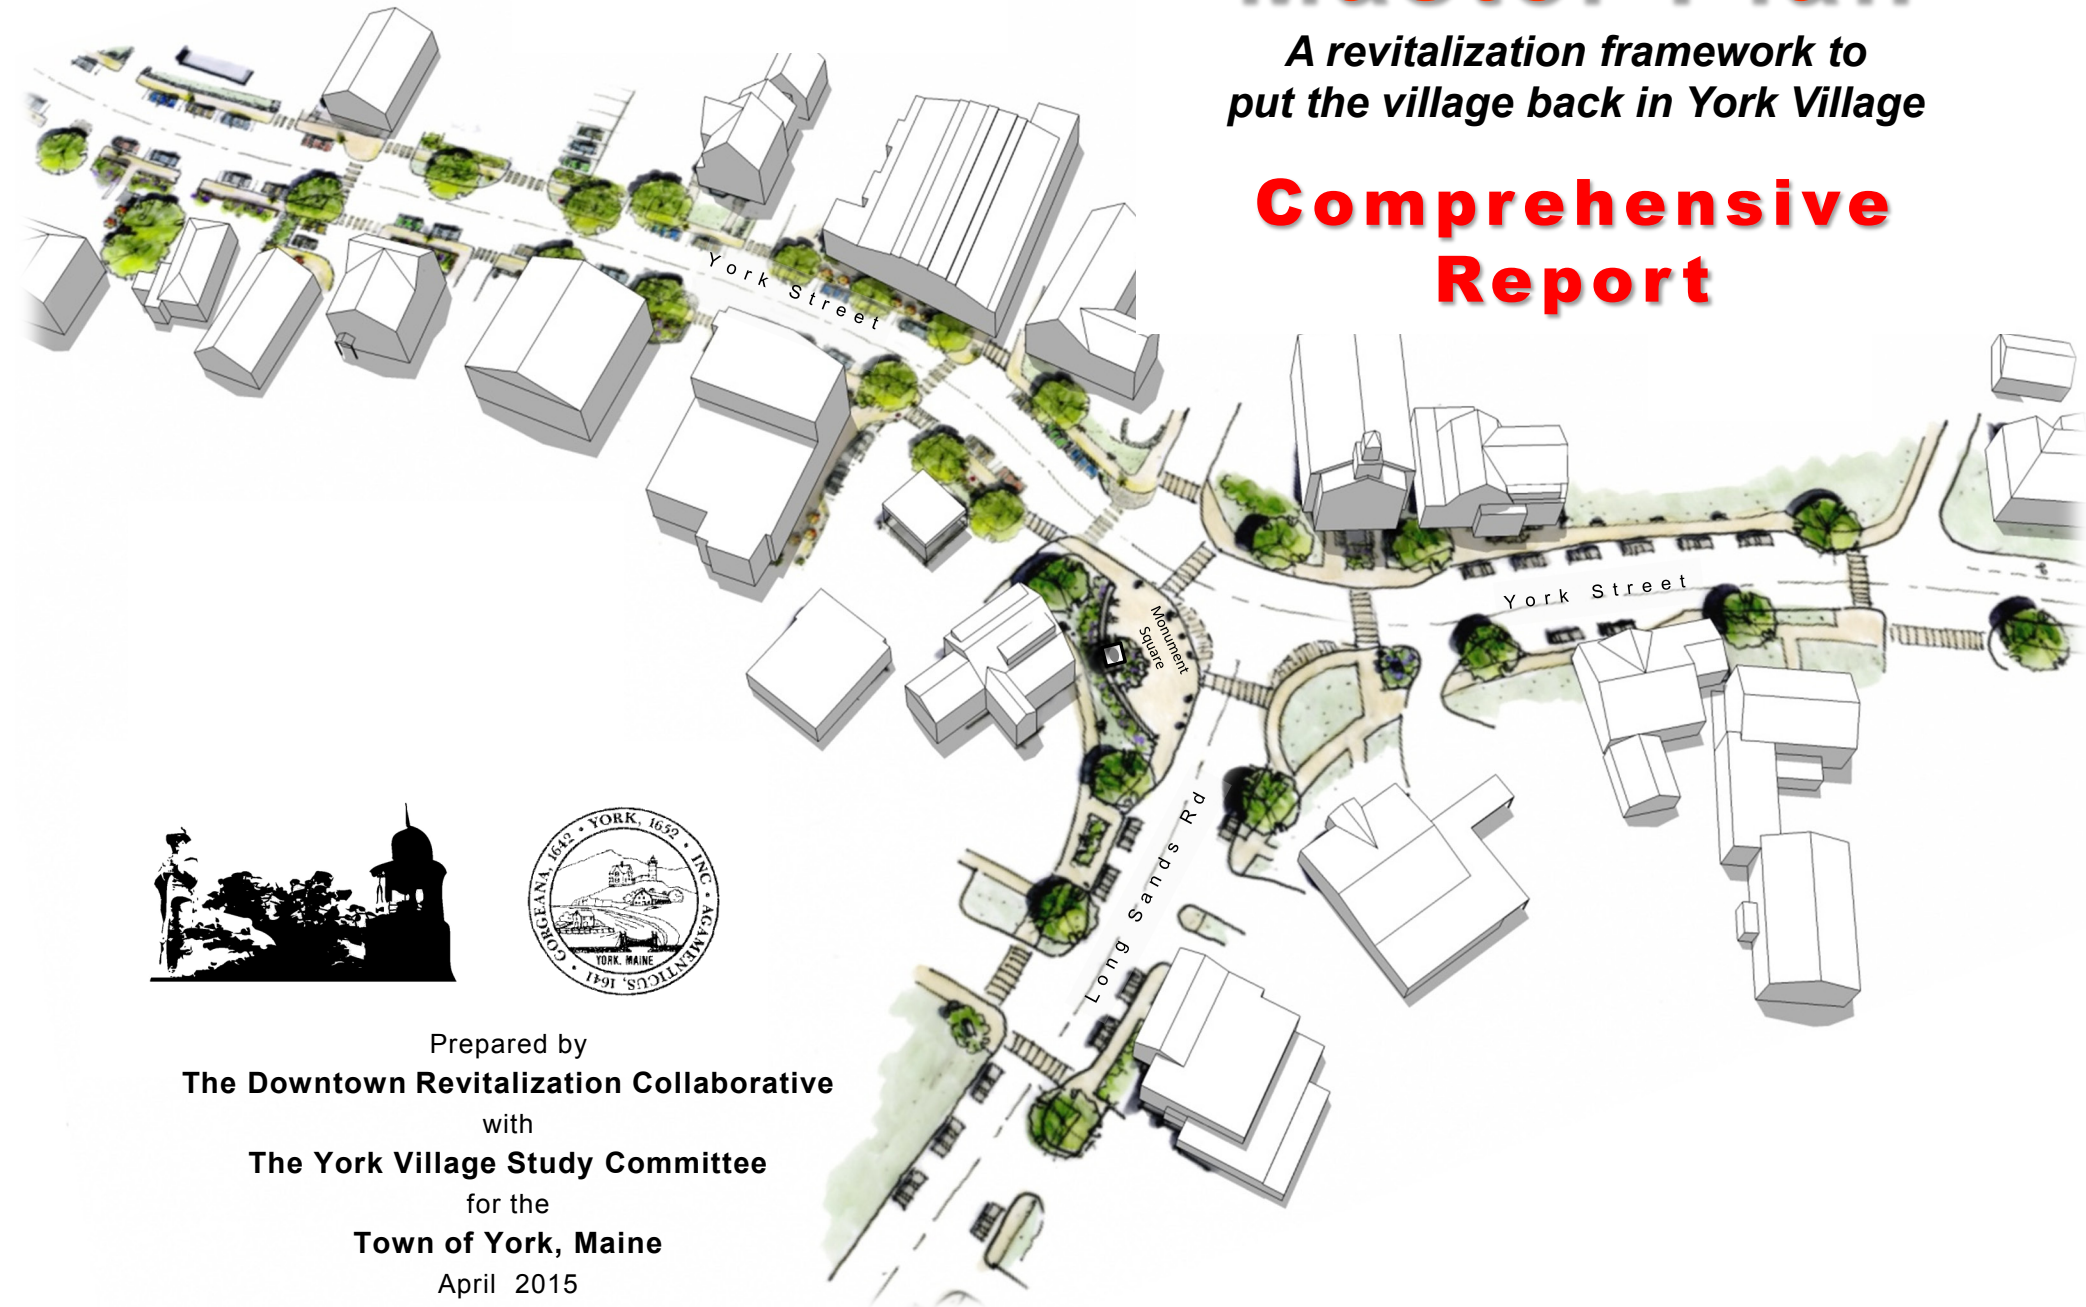 Master Plan
A revitalization framework to
put the village back in York Village
Comprehensive
Report
York Street
York Street
Monument
Square
Long Sands Rd
GORGEANA, 1642 • YORK, 1652 • INC • AGAMENTICUS, 1641 •
YORK, MAINE
Prepared by
The Downtown Revitalization Collaborative
with
The York Village Study Committee
for the
Town of York, Maine
April 2015